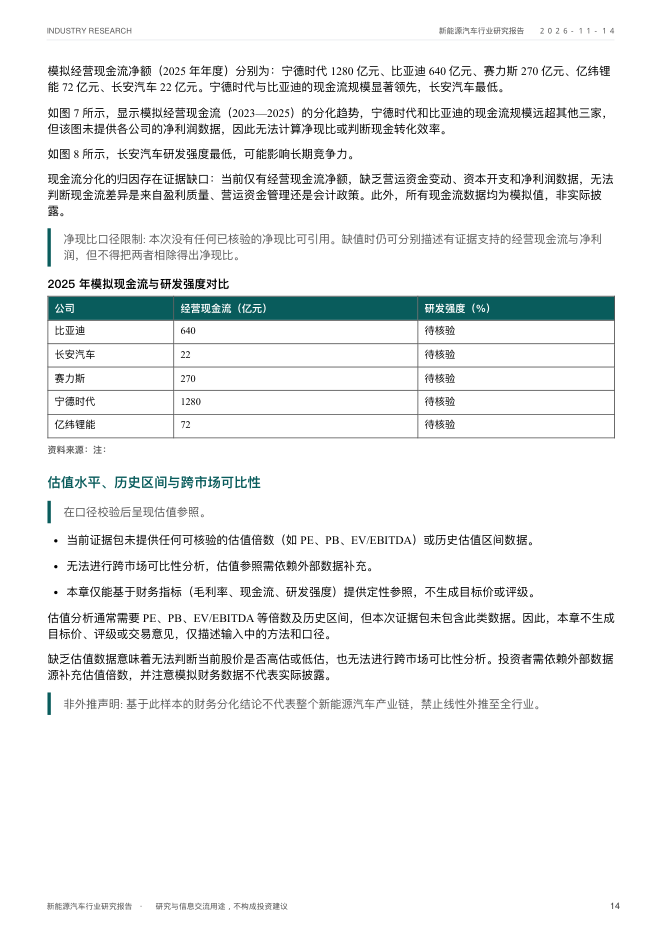 INDUSTRY RESEARCH
新能源汽车行业研究报告 2026-11-14
模拟经营现金流净额（2025 年年度）分别为：宁德时代 1280 亿元、比亚迪 640 亿元、赛力斯 270 亿元、亿纬锂
能 72 亿元、长安汽车 22 亿元。宁德时代与比亚迪的现金流规模显著领先，长安汽车最低。
如图 7 所示，显示模拟经营现金流（2023—2025）的分化趋势，宁德时代和比亚迪的现金流规模远超其他三家，
但该图未提供各公司的净利润数据，因此无法计算净现比或判断现金转化效率。
如图 8 所示，长安汽车研发强度最低，可能影响长期竞争力。
现金流分化的归因存在证据缺口：当前仅有经营现金流净额，缺乏营运资金变动、资本开支和净利润数据，无法
判断现金流差异是来自盈利质量、营运资金管理还是会计政策。此外，所有现金流数据均为模拟值，非实际披
露。
净现比口径限制: 本次没有任何已核验的净现比可引用。缺值时仍可分别描述有证据支持的经营现金流与净利
润，但不得把两者相除得出净现比。
2025 年模拟现金流与研发强度对比
公司 经营现金流（亿元） 研发强度（%）
比亚迪 640 待核验
长安汽车 22 待核验
赛力斯 270 待核验
宁德时代 1280 待核验
亿纬锂能 72 待核验
资料来源：注：
估值水平、历史区间与跨市场可比性
在口径校验后呈现估值参照。
• 当前证据包未提供任何可核验的估值倍数（如 PE、PB、EV/EBITDA）或历史估值区间数据。
• 无法进行跨市场可比性分析，估值参照需依赖外部数据补充。
• 本章仅能基于财务指标（毛利率、现金流、研发强度）提供定性参照，不生成目标价或评级。
估值分析通常需要 PE、PB、EV/EBITDA 等倍数及历史区间，但本次证据包未包含此类数据。因此，本章不生成
目标价、评级或交易意见，仅描述输入中的方法和口径。
缺乏估值数据意味着无法判断当前股价是否高估或低估，也无法进行跨市场可比性分析。投资者需依赖外部数据
源补充估值倍数，并注意模拟财务数据不代表实际披露。
非外推声明: 基于此样本的财务分化结论不代表整个新能源汽车产业链，禁止线性外推至全行业。
新能源汽车行业研究报告 · 研究与信息交流用途，不构成投资建议
14